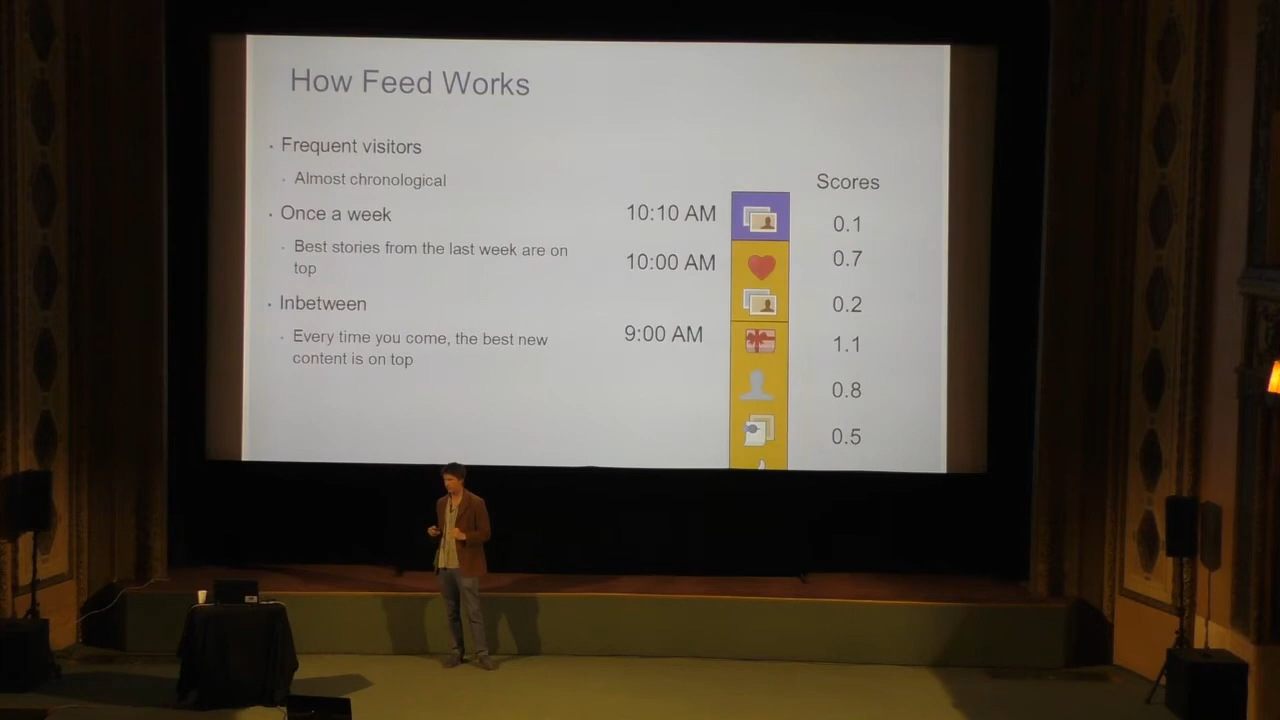 How Feed Works
· Frequent visitors
· Almost chronological
· Once a week
· Best stories from the last week are on
top
· Inbetween
· Every time you come, the best new
content is on top
10:10 AM
10:00 AM
9:00 AM
Scores
0.1
0.7
0.2
1.1
0.8
0.5